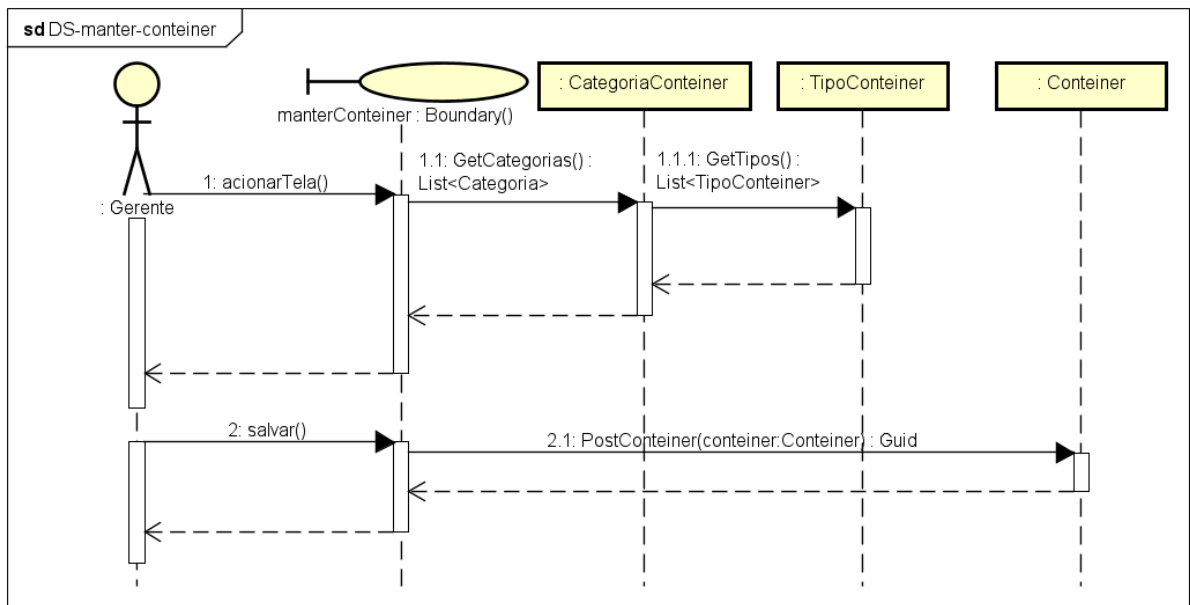 sd DS-manter-conteiner
: Gerente
manterConteiner : Boundary()
: CategoriaConteiner
: TipoConteiner
: Conteiner
1: acionarTela()
1.1: GetCategorias() :
List<Categoria>
1.1.1: GetTipos() :
List<TipoConteiner>
2: salvar()
2.1: PostConteiner(conteiner:Conteiner) : Guid